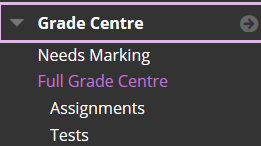 Grade Centre
Needs Marking
Full Grade Centre
Assignments
Tests